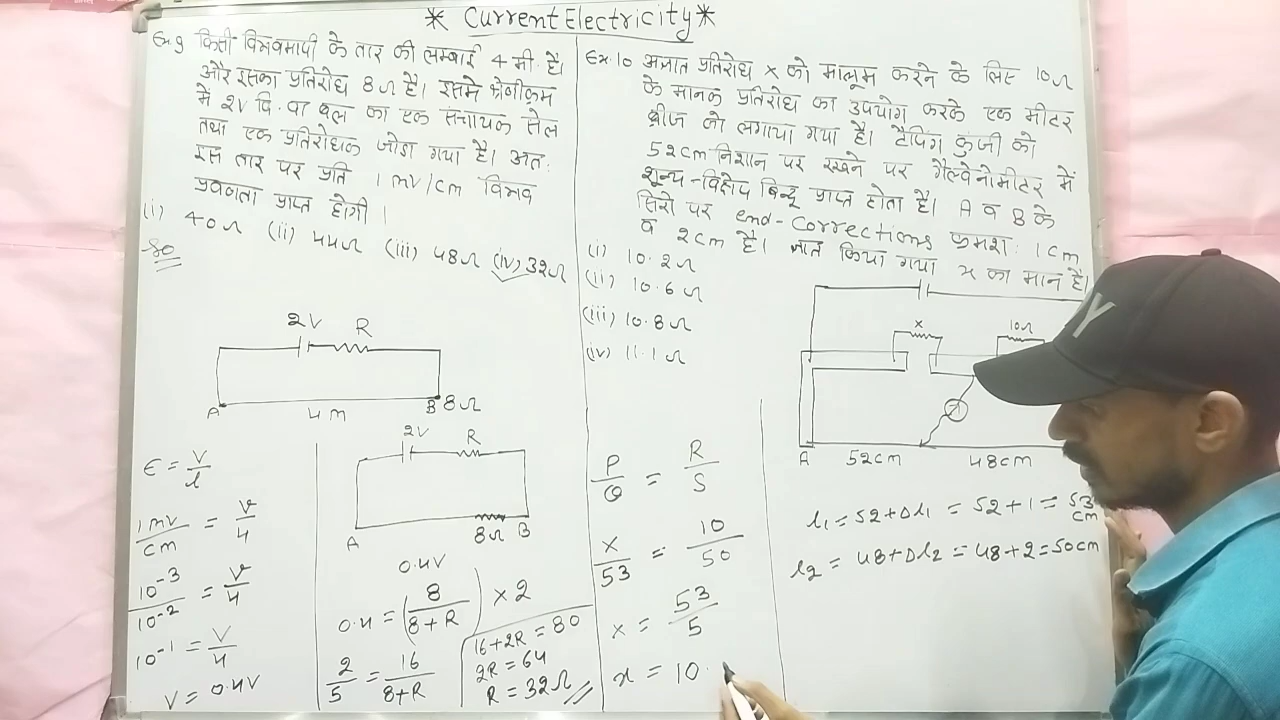 * Current Electricity *
Ex.9 किसी विभवमापी के तार की लम्बाई 4 मी. है।
और इसका प्रतिरोध 8Ω है। इसमे श्रेणीक्रम
में 2V वि. वा बल का एक संचायक सेल
तथा एक प्रतिरोधक जोडा गया है। अत:
इस तार पर प्रति 1 mV/cm विभव
प्रवणता प्राप्त होगी।
(i) 40Ω (ii) 44Ω (iii) 48Ω (iv) 32Ω
So
2V R
A 4 m B 8Ω
ε = V/l
1mV/cm = V/4
10-3/10-2 = V/4
10-1 = V/4
V = 0.4V
2V R
A 8Ω B
0.4V
0.4 = (8/8+R) × 2
2/5 = 16/8+R
16+2R = 80
2R = 64
R = 32Ω
Ex.10 अज्ञात प्रतिरोध x को मालूम करने के लिए 10Ω
के मानक प्रतिरोध का उपयोग करके एक मीटर
ब्रीज को लगाया गया है। टैपिंग कुंजी को
52cm निशान पर रखने पर गैल्वेनोमीटर में
शून्य-विक्षेप बिन्दू प्राप्त होता है। A व B के
सिरो पर end-corrections क्रमश: 1cm
व 2cm है। ज्ञात किया गया x का मान है।
(i) 10.2Ω
(ii) 10.6Ω
(iii) 10.8Ω
(iv) 11.1Ω
x 10Ω
A 52cm 48cm
P/Q = R/S
x/53 = 10/50
x = 53/5
x = 10.
l1 = 52+Δl1 = 52+1 = 53 cm
l2 = 48+Δl2 = 48+2 = 50cm